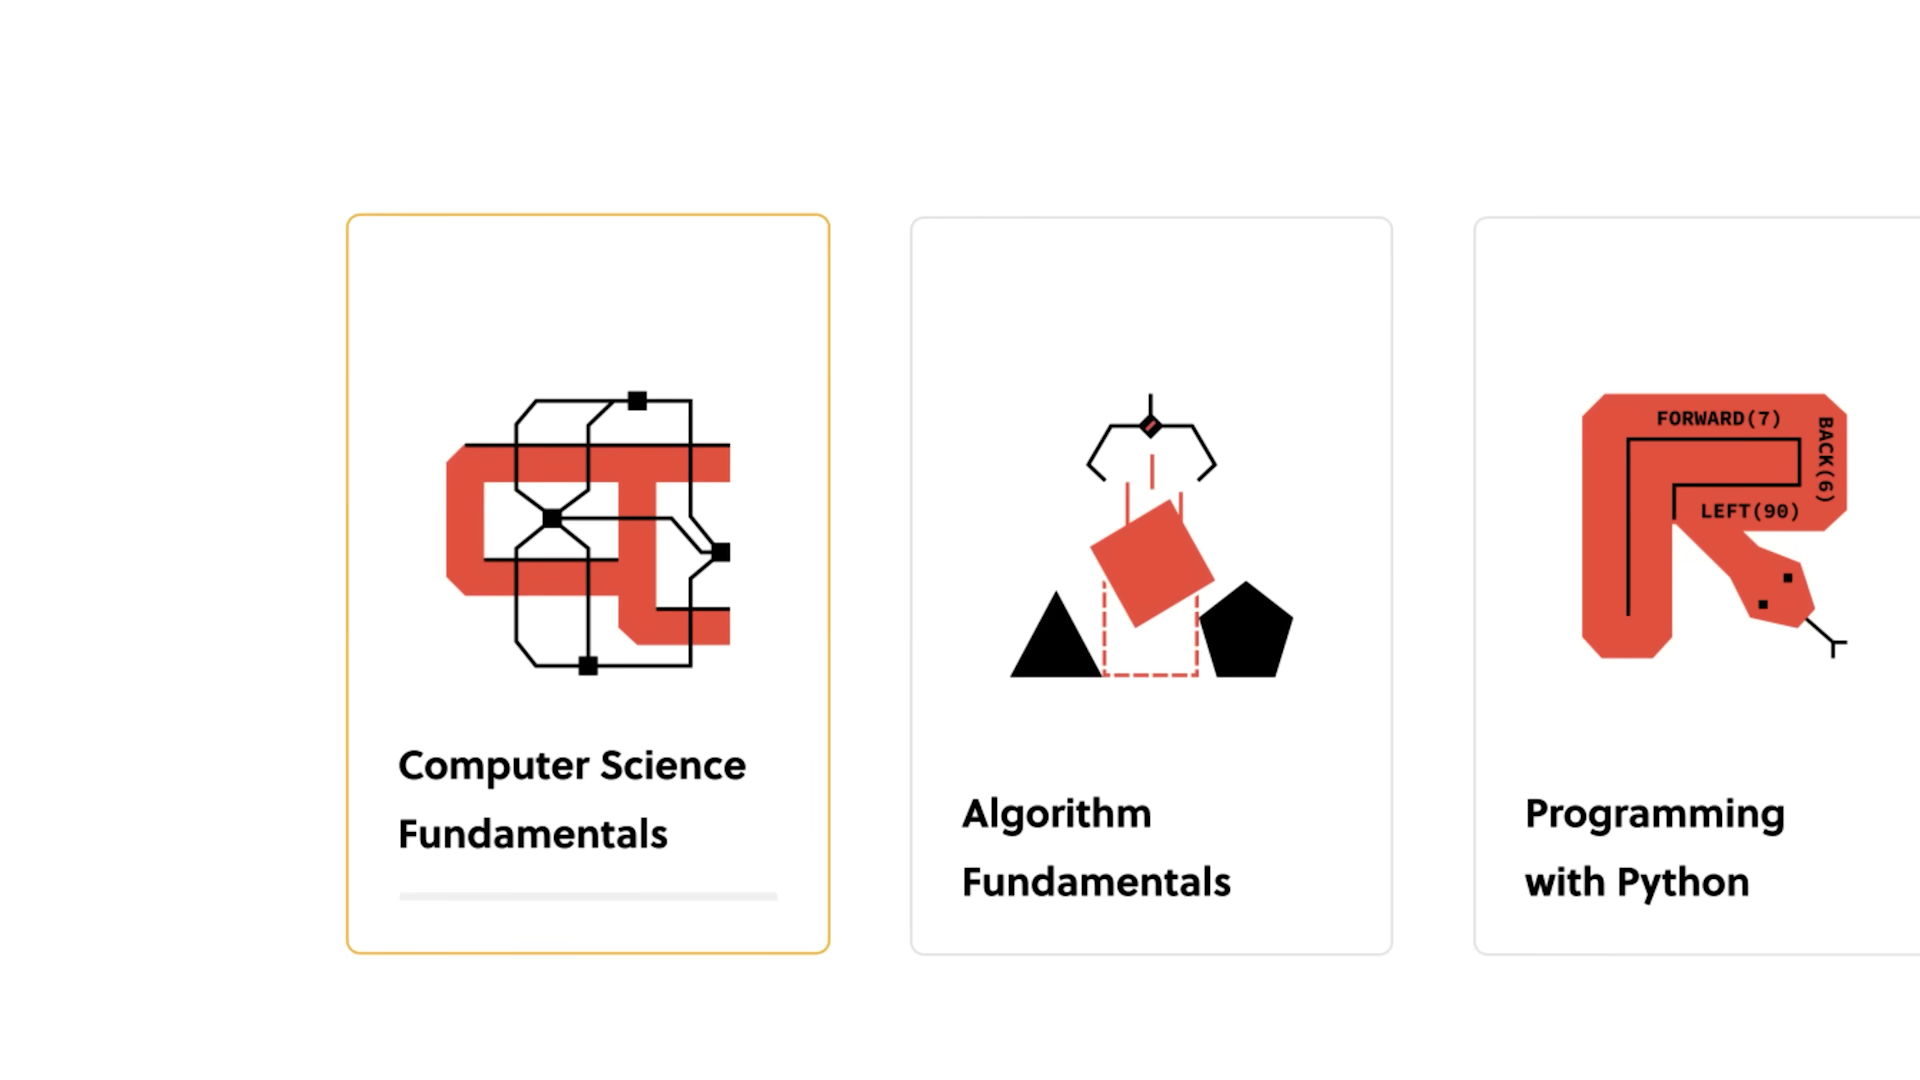 Computer Science
Fundamentals
Algorithm
Fundamentals
FORWARD(7)
BACK(6)
LEFT(90)
Programming
with Python